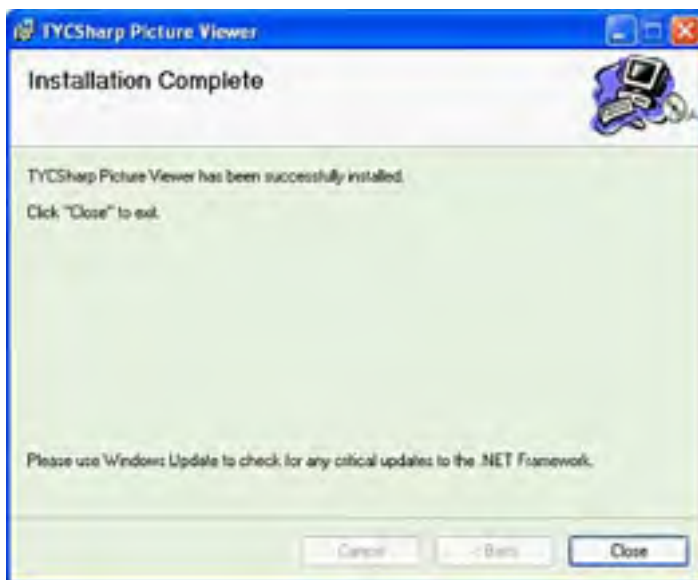 TYCSharp Picture Viewer
Installation Complete
TYCSharp Picture Viewer has been successfully installed.
Click "Close" to exit.
Please use Windows Update to check for any critical updates to the .NET Framework.
Cancel < Back Close